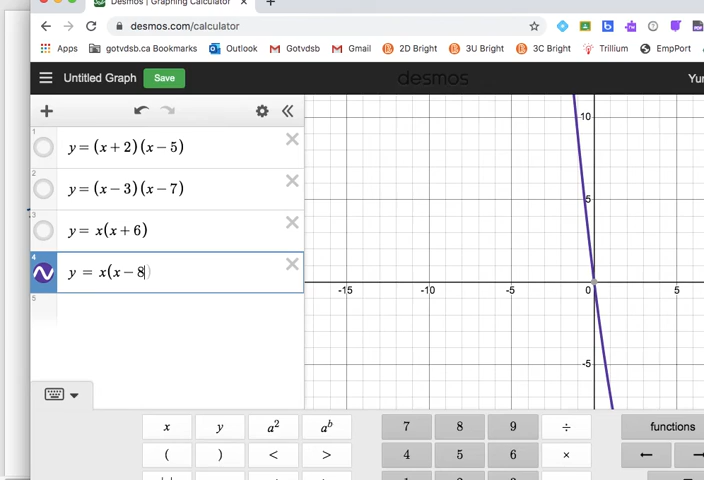 Desmos | Graphing Calculator
desmos.com/calculator
Apps gotvdsb.ca Bookmarks Outlook Gotvdsb Gmail 2D Bright 3U Bright 3C Bright Trillium EmpPort
Untitled Graph Save desmos Yur
1
y = (x + 2)(x − 5)
2
y = (x − 3)(x − 7)
3
y = x(x + 6)
4
y = x(x − 8)
5
10
5
-15 -10 -5 0 5
-5
x y a² aᵇ 7 8 9 ÷ functions
( ) < > 4 5 6 ×